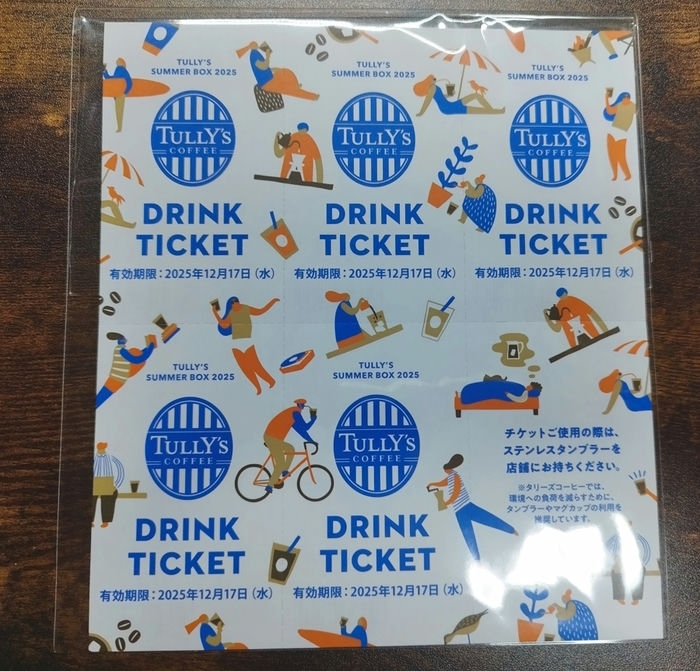 TULLY'S
SUMMER BOX 2025
TULLY'S
COFFEE
DRINK
TICKET
有効期限：2025年12月17日（水）
TULLY'S
SUMMER BOX 2025
TULLY'S
COFFEE
DRINK
TICKET
有効期限：2025年12月17日（水）
TULLY'S
SUMMER BOX 2025
TULLY'S
COFFEE
DRINK
TICKET
有効期限：2025年12月17日（水）
TULLY'S
SUMMER BOX 2025
TULLY'S
COFFEE
DRINK
TICKET
有効期限：2025年12月17日（水）
TULLY'S
SUMMER BOX 2025
TULLY'S
COFFEE
DRINK
TICKET
有効期限：2025年12月17日（水）
チケットご使用の際は、
ステンレスタンブラーを
店舗にお持ちください。
※タリーズコーヒーでは、
環境への負荷を減らすために、
タンブラーやマグカップの利用を
推奨しています。